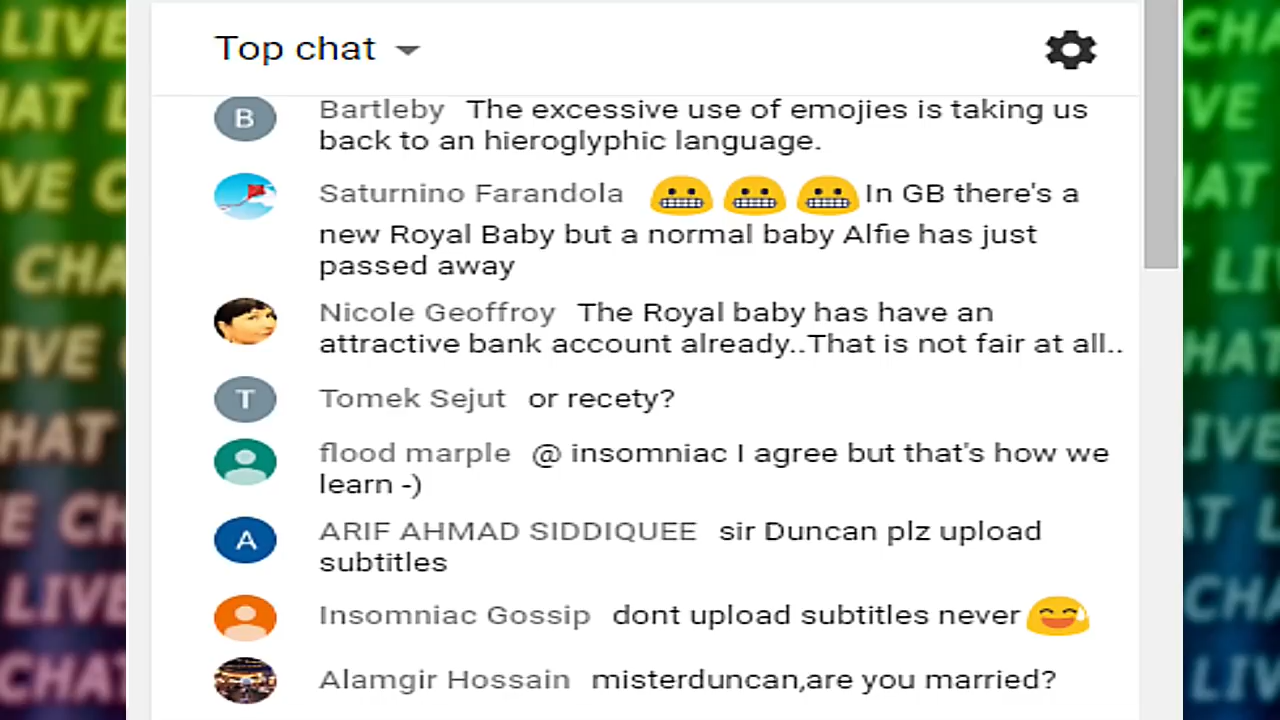 Top chat
B Bartleby The excessive use of emojies is taking us
back to an hieroglyphic language.
Saturnino Farandola 😬 😬 😬 In GB there's a
new Royal Baby but a normal baby Alfie has just
passed away
Nicole Geoffroy The Royal baby has have an
attractive bank account already..That is not fair at all..
T Tomek Sejut or recety?
flood marple @ insomniac I agree but that's how we
learn -)
A ARIF AHMAD SIDDIQUEE sir Duncan plz upload
subtitles
Insomniac Gossip dont upload subtitles never 😅
Alamgir Hossain misterduncan,are you married?